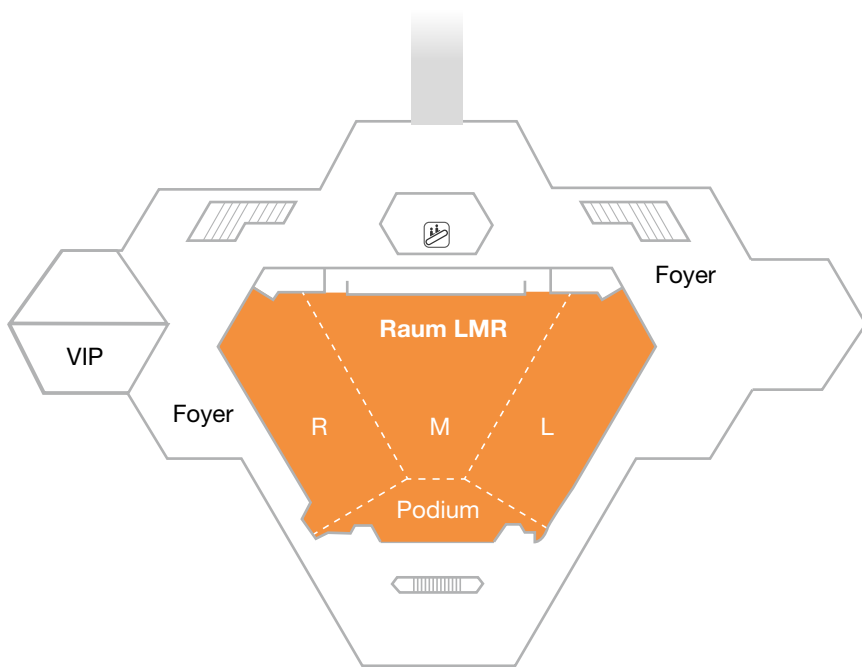 Foyer
Raum LMR
VIP
Foyer
R
M
L
Podium